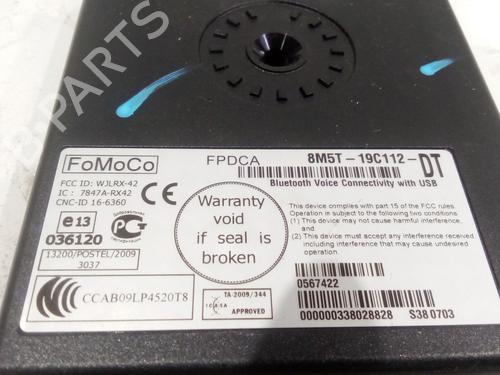 B-PARTS
FoMoCo
FPDCA
8M5T-19C112-DT
Bluetooth Voice Connectivity with USB
FCC ID: WJLRX-42
IC : 7847A-RX42
CNC-ID 16-6360
CE
e13
036120
13200/POSTEL/2009
3037
CCAB09LP4520T8
Warranty
void
if seal is
broken
TA-2009/344
ICASA
APPROVED
This device complies with part 15 of the FCC rules.
Operation is subject to the following two conditions:
(1) This device may not cause harmful interference,
and
(2) This device must accept any interference
received including interference that may cause undesired
operation.
0567422
000000338028828
S38 0703